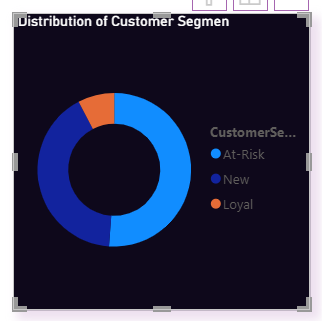 Distribution of Customer Segmen
CustomerSe...
At-Risk
New
Loyal